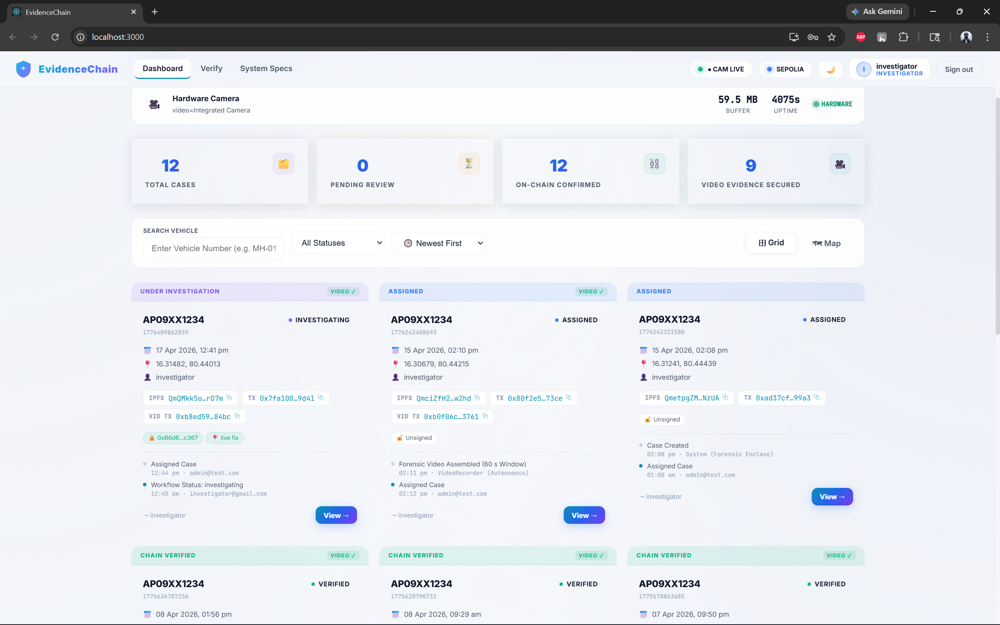 EvidenceChain
Ask Gemini
localhost:3000
ABP
EvidenceChain
Dashboard
Verify
System Specs
• CAM LIVE
SEPOLIA
I
investigator
INVESTIGATOR
Sign out
Hardware Camera
video=Integrated Camera
59.5 MB
BUFFER
4075s
UPTIME
HARDWARE
12
TOTAL CASES
0
PENDING REVIEW
12
ON-CHAIN CONFIRMED
9
VIDEO EVIDENCE SECURED
SEARCH VEHICLE
Enter Vehicle Number (e.g. MH-01
All Statuses
Newest First
Grid
Map
UNDER INVESTIGATION
VIDEO ✓
AP09XX1234
INVESTIGATING
1776409862039
17 Apr 2026, 12:41 pm
16.31482, 80.44013
investigator
IPFS QmQMkk5o…rD7m
TX 0x7fa100…9d41
VID TX 0xb8ed59…84bc
0xB6d6...c367
live fix
Assigned Case
12:44 pm · admin@test.com
Workflow Status: investigating
12:45 pm · investigator@gmail.com
→ investigator
View →
ASSIGNED
VIDEO ✓
AP09XX1234
ASSIGNED
1776242408693
15 Apr 2026, 02:10 pm
16.30679, 80.44215
investigator
IPFS QmciZfH2…w2hd
TX 0x80f2e5…73ce
VID TX 0xb0f06c…3761
Unsigned
Forensic Video Assembled (60 s Window)
02:11 pm · VideoRecorder (Autonomous)
Assigned Case
02:12 pm · admin@test.com
→ investigator
View →
ASSIGNED
AP09XX1234
ASSIGNED
1776242321580
15 Apr 2026, 02:08 pm
16.31241, 80.44439
investigator
IPFS QmetpgZM…NzUA
TX 0xad37cf…99a3
Unsigned
Case Created
02:08 pm · System (Forensic Enclave)
Assigned Case
01:08 am · admin@test.com
→ investigator
View →
CHAIN VERIFIED
VIDEO ✓
AP09XX1234
VERIFIED
1775636787256
08 Apr 2026, 01:56 pm
CHAIN VERIFIED
VIDEO ✓
AP09XX1234
VERIFIED
1775620790732
08 Apr 2026, 09:29 am
CHAIN VERIFIED
VIDEO ✓
AP09XX1234
VERIFIED
1775578863685
07 Apr 2026, 09:50 pm